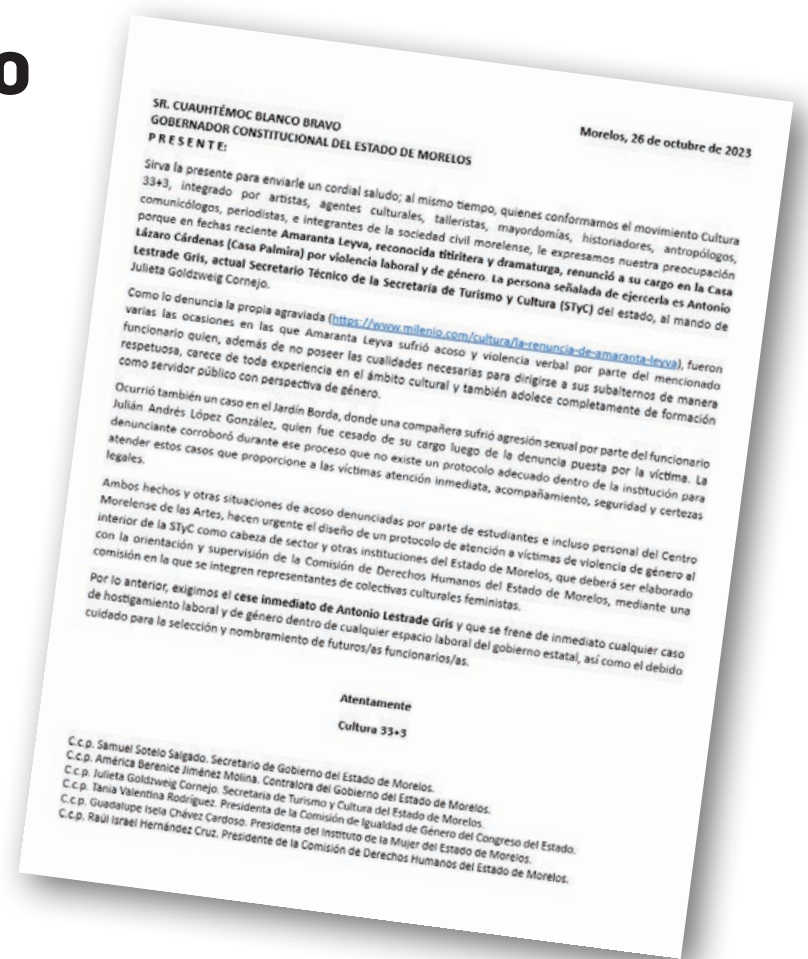 o
Morelos, 26 de octubre de 2023
SR. CUAUHTÉMOC BLANCO BRAVO
GOBERNADOR CONSTITUCIONAL DEL ESTADO DE MORELOS
P R E S E N T E:
Sirva la presente para enviarle un cordial saludo; al mismo tiempo, quienes conformamos el movimiento Cultura
33+3, integrado por artistas, agentes culturales, talleristas, mayordomías, historiadores, antropólogos,
comunicólogos, periodistas, e integrantes de la sociedad civil morelense, le expresamos nuestra preocupación
porque en fechas reciente Amaranta Leyva, reconocida titiritera y dramaturga, renunció a su cargo en la Casa
Lázaro Cárdenas (Casa Palmira) por violencia laboral y de género. La persona señalada de ejercerla es Antonio
Lestrade Gris, actual Secretario Técnico de la Secretaría de Turismo y Cultura (STyC) del estado, al mando de
Julieta Goldzweig Cornejo.
Como lo denuncia la propia agraviada (https://www.milenio.com/cultura/la-renuncia-de-amaranta-leyva), fueron
varias las ocasiones en las que Amaranta Leyva sufrió acoso y violencia verbal por parte del mencionado
funcionario quien, además de no poseer las cualidades necesarias para dirigirse a sus subalternos de manera
respetuosa, carece de toda experiencia en el ámbito cultural y también adolece completamente de formación
como servidor público con perspectiva de género.
Ocurrió también un caso en el Jardín Borda, donde una compañera sufrió agresión sexual por parte del funcionario
Julián Andrés López González, quien fue cesado de su cargo luego de la denuncia puesta por la víctima. La
denunciante corroboró durante ese proceso que no existe un protocolo adecuado dentro de la institución para
atender estos casos que proporcione a las víctimas atención inmediata, acompañamiento, seguridad y certezas
legales.
Ambos hechos y otras situaciones de acoso denunciadas por parte de estudiantes e incluso personal del Centro
Morelense de las Artes, hacen urgente el diseño de un protocolo de atención a víctimas de violencia de género al
interior de la STyC como cabeza de sector y otras instituciones del Estado de Morelos, que deberá ser elaborado
con la orientación y supervisión de la Comisión de Derechos Humanos del Estado de Morelos, mediante una
comisión en la que se integren representantes de colectivas culturales feministas.
Por lo anterior, exigimos el cese inmediato de Antonio Lestrade Gris y que se frene de inmediato cualquier caso
de hostigamiento laboral y de género dentro de cualquier espacio laboral del gobierno estatal, así como el debido
cuidado para la selección y nombramiento de futuros/as funcionarios/as.
Atentamente
Cultura 33+3
C.c.p. Samuel Sotelo Salgado. Secretario de Gobierno del Estado de Morelos.
C.c.p. América Berenice Jiménez Molina. Contralora del Gobierno del Estado de Morelos.
C.c.p. Julieta Goldzweig Cornejo. Secretaria de Turismo y Cultura del Estado de Morelos.
C.c.p. Tania Valentina Rodríguez. Presidenta de la Comisión de Igualdad de Género del Congreso del Estado.
C.c.p. Guadalupe Isela Chávez Cardoso. Presidenta del Instituto de la Mujer del Estado de Morelos.
C.c.p. Raúl Israel Hernández Cruz. Presidente de la Comisión de Derechos Humanos del Estado de Morelos.